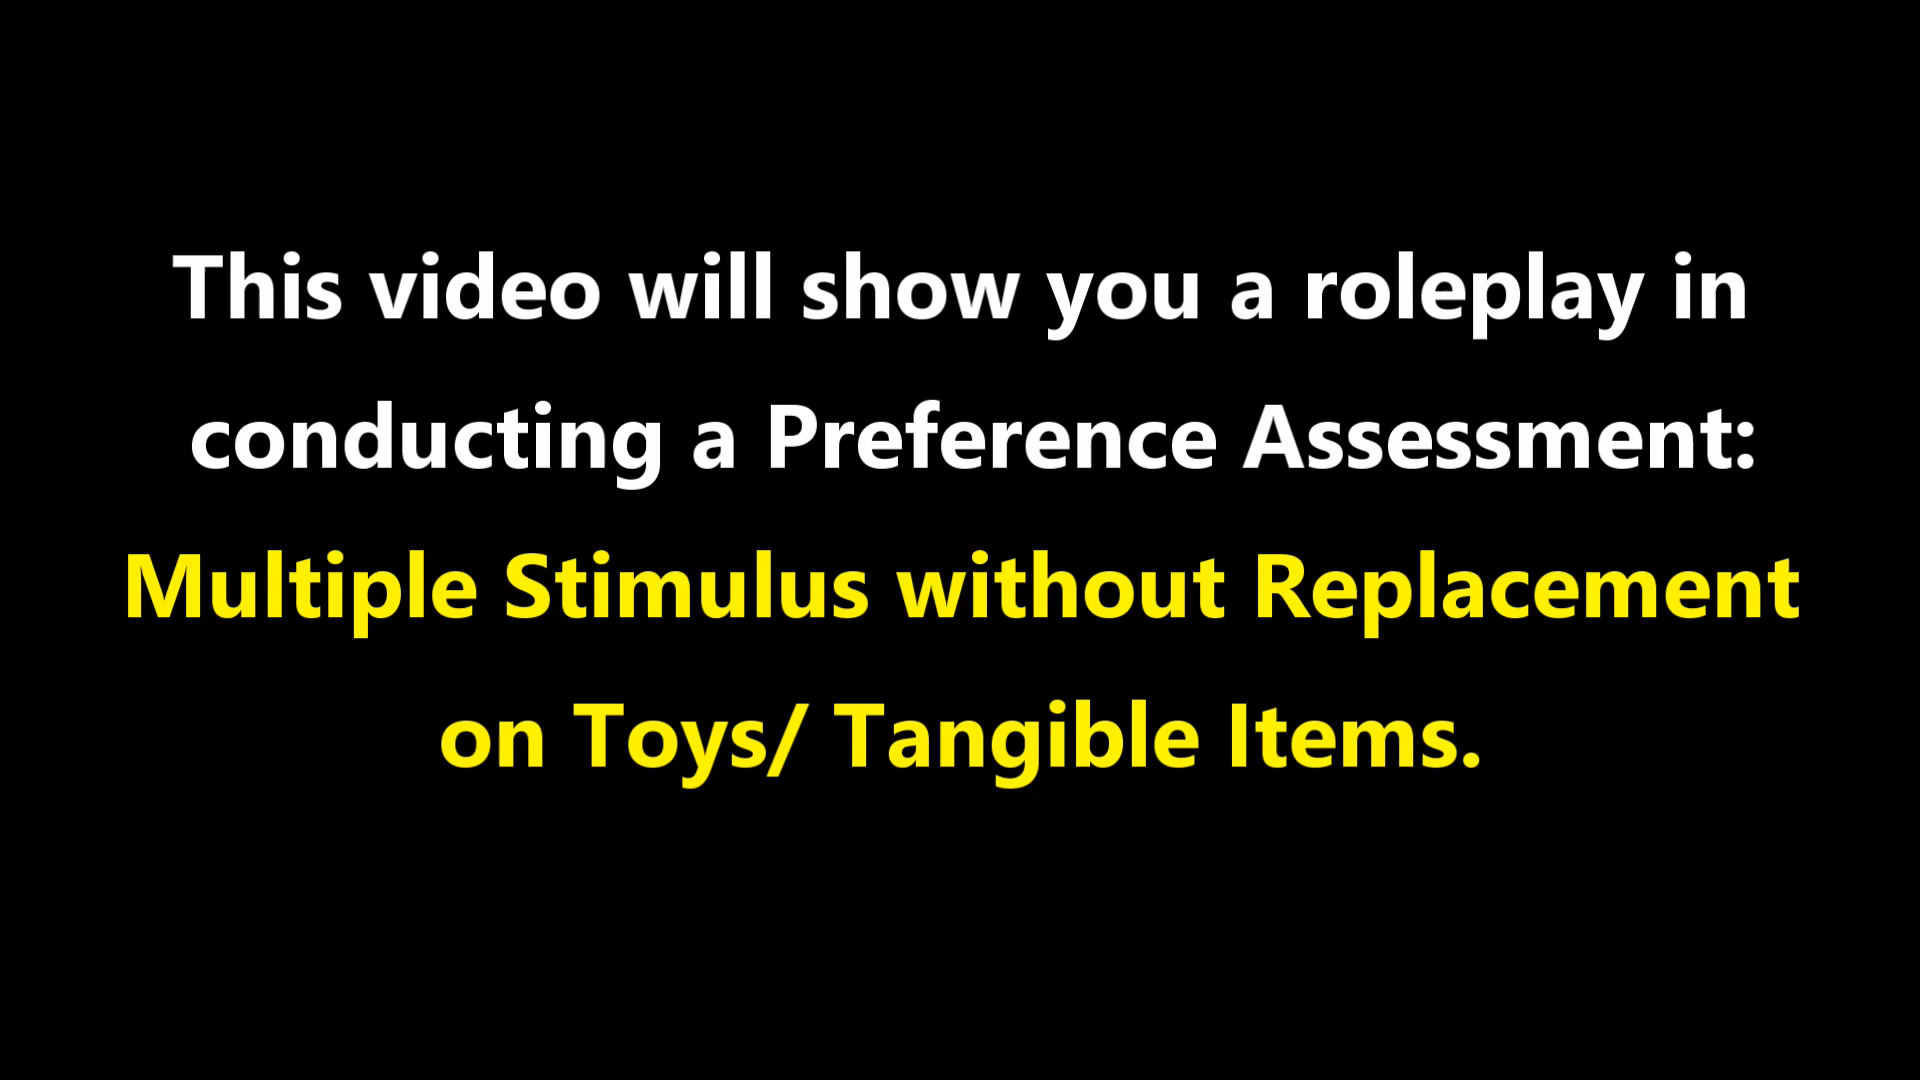 This video will show you a roleplay in
conducting a Preference Assessment:
Multiple Stimulus without Replacement
on Toys/ Tangible Items.